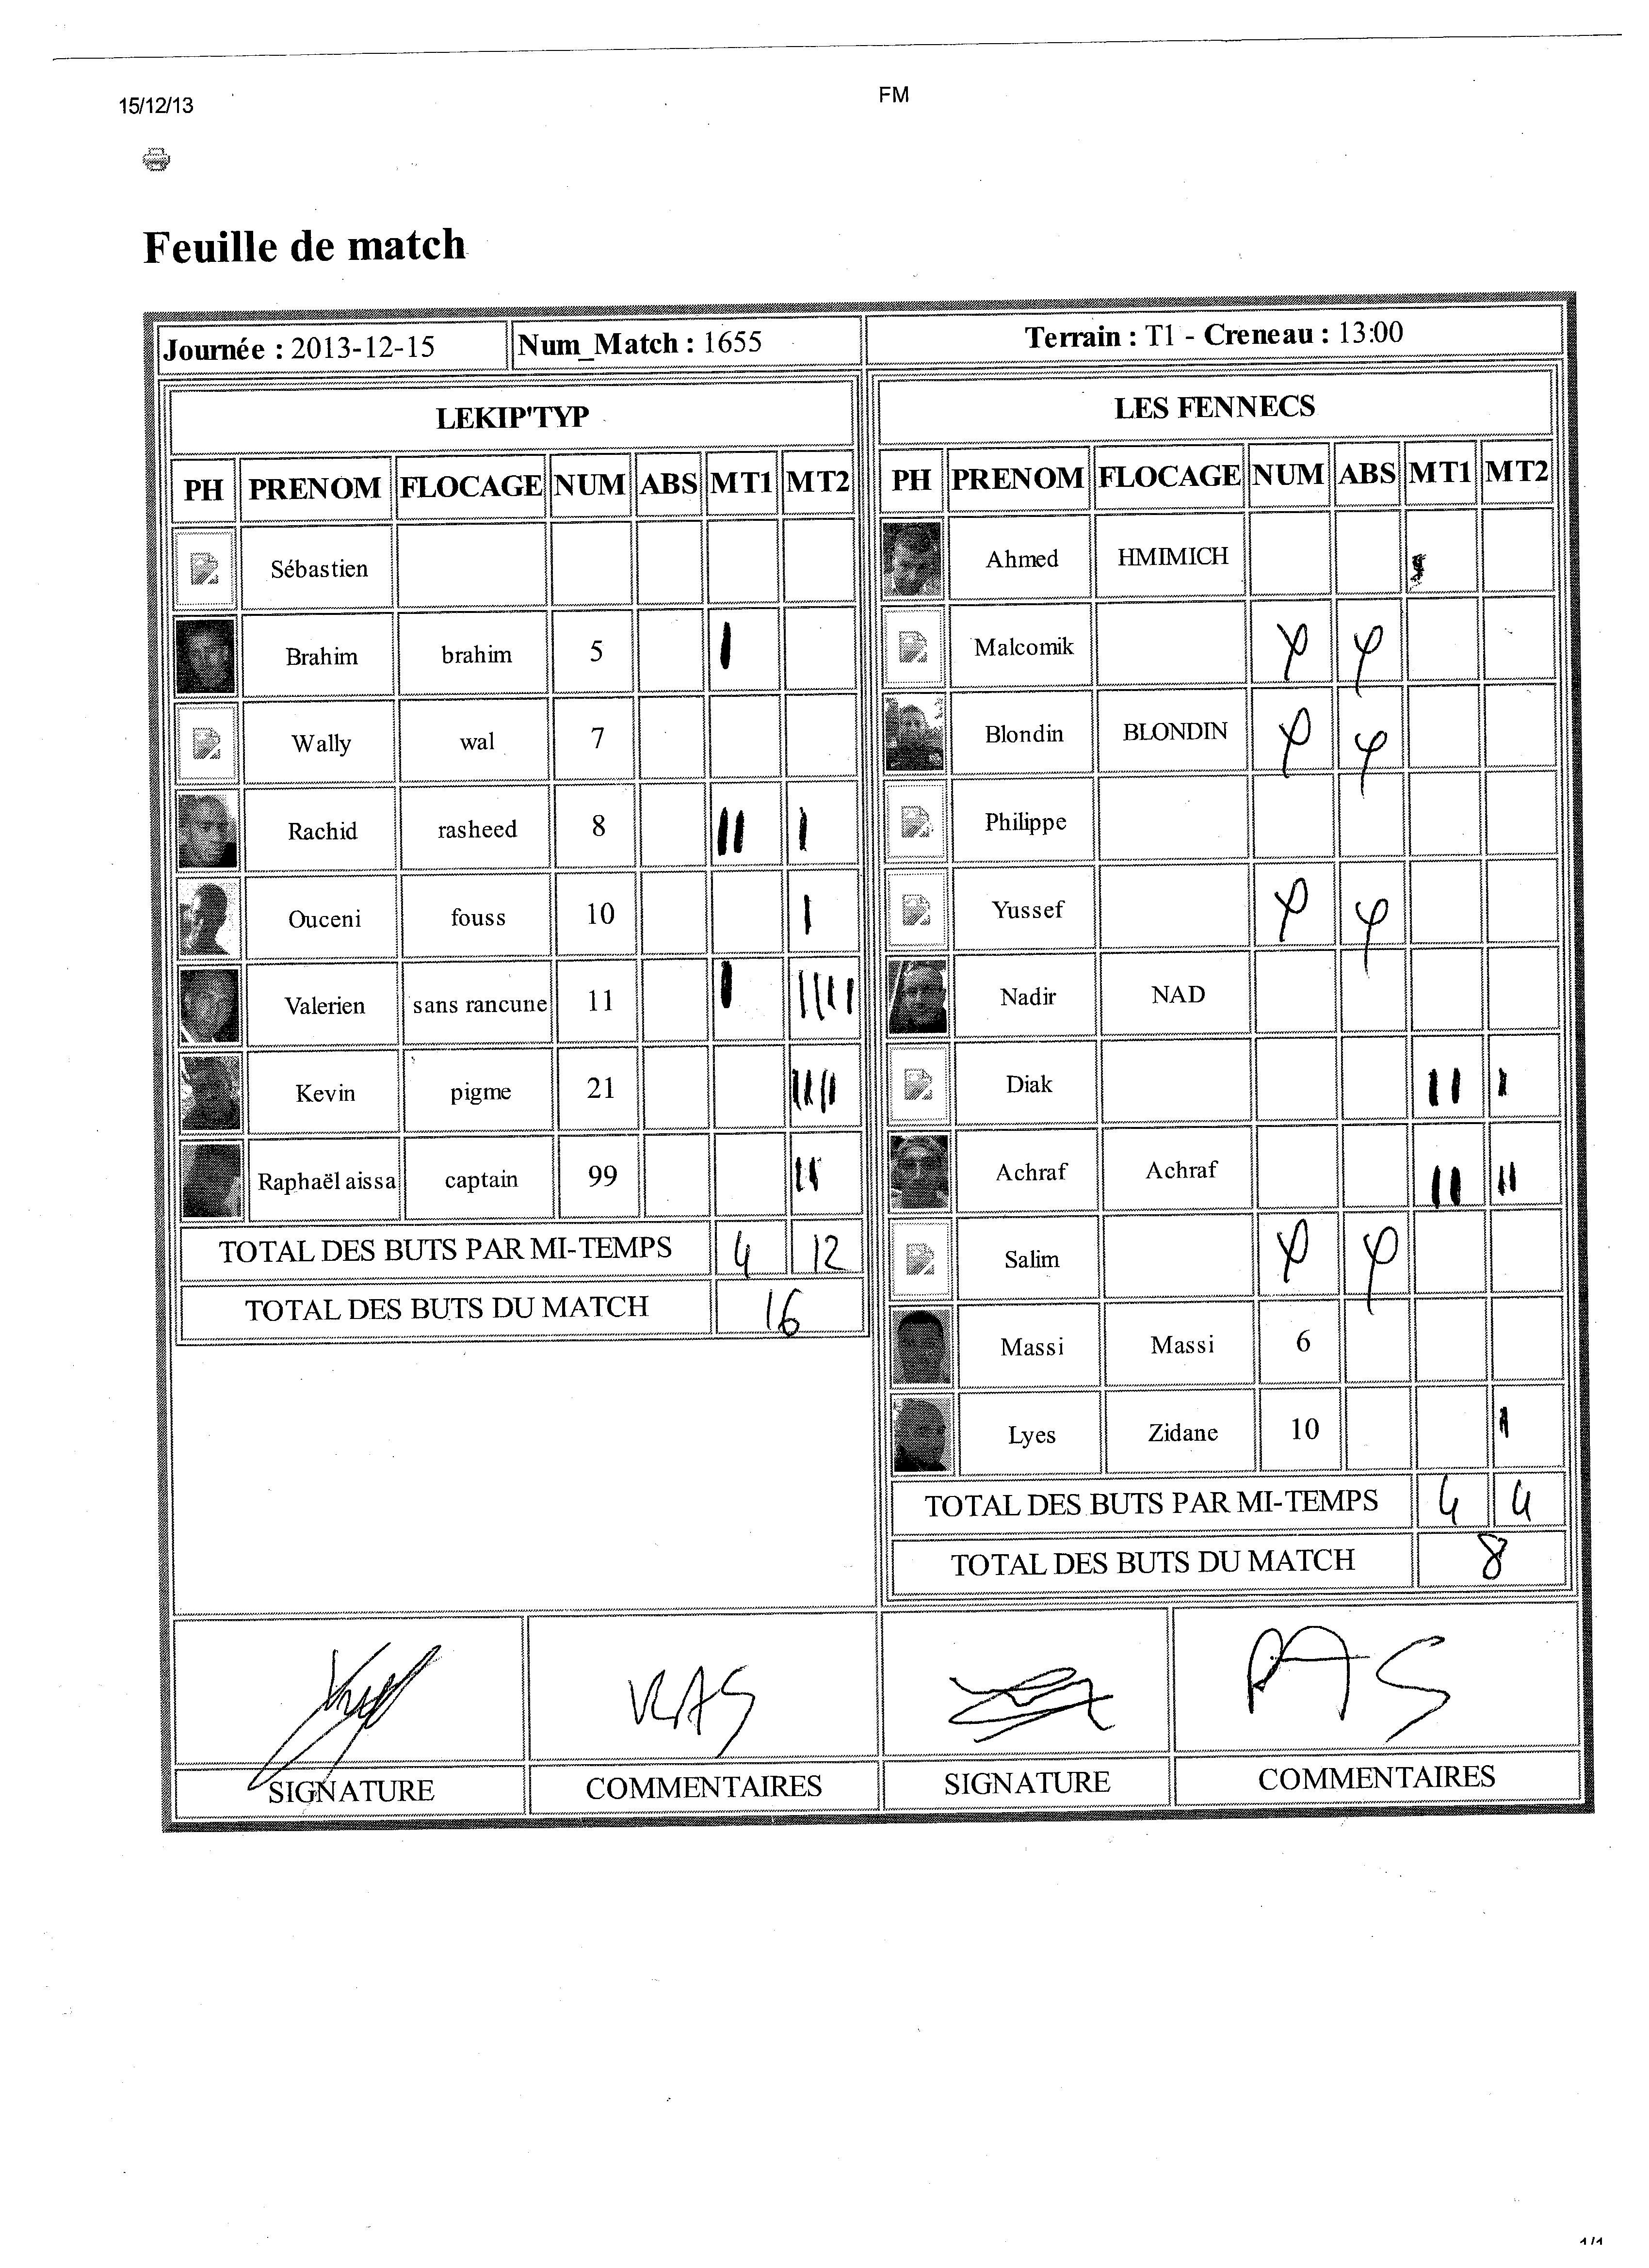 15/12/13 FM
Feuille de match
Journée : 2013-12-15 Num_Match : 1655 Terrain : T1 - Creneau : 13:00
LEKIP'TYP
PH PRENOM FLOCAGE NUM ABS MT1 MT2
Sébastien
Brahim brahim 5 I
Wally wal 7
Rachid rasheed 8 II I
Ouceni fouss 10 I
Valerien sans rancune 11 I IIIII
Kevin pigme 21 IIII
Raphaël aissa captain 99 II
TOTAL DES BUTS PAR MI-TEMPS 4 12
TOTAL DES BUTS DU MATCH 16
LES FENNECS
PH PRENOM FLOCAGE NUM ABS MT1 MT2
Ahmed HMIMICH
Malcomik
Blondin BLONDIN
Philippe
Yussef
Nadir NAD
Diak II I
Achraf Achraf II II
Salim
Massi Massi 6
Lyes Zidane 10 I
TOTAL DES BUTS PAR MI-TEMPS 4 4
TOTAL DES BUTS DU MATCH 8
RAS RAS
SIGNATURE COMMENTAIRES SIGNATURE COMMENTAIRES
1/1